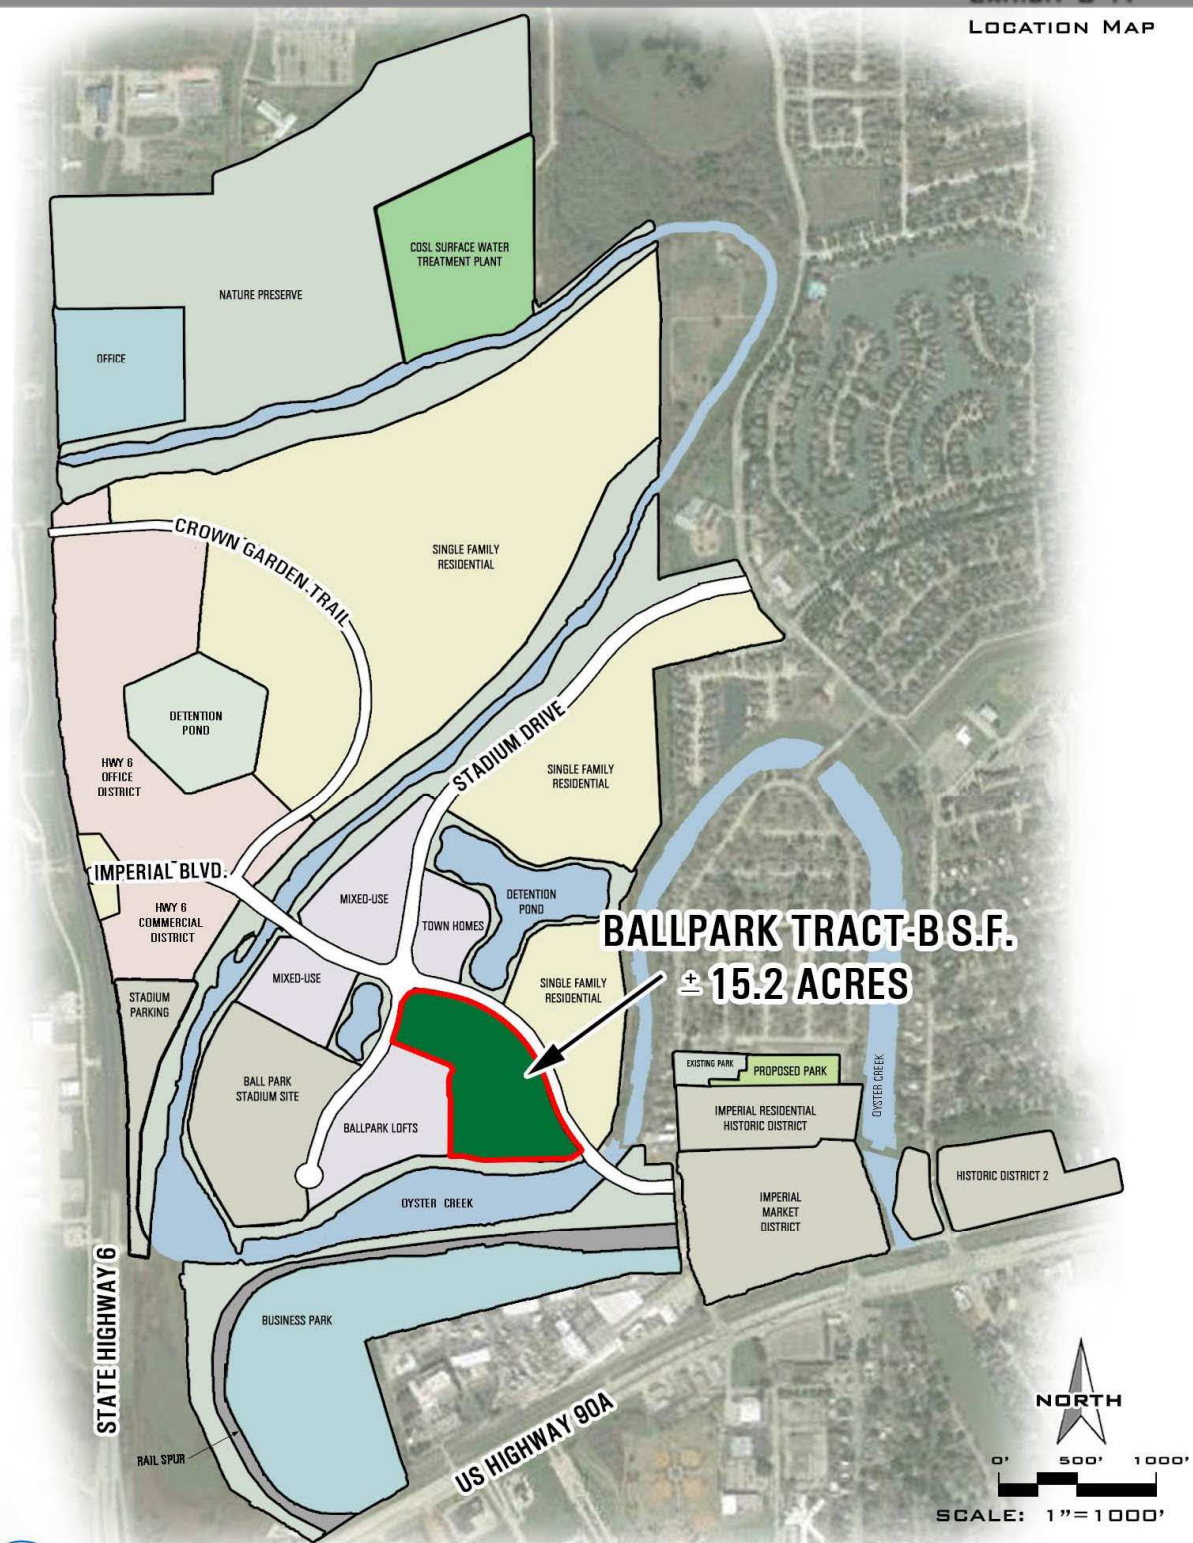 LOCATION MAP
COSL SURFACE WATER
TREATMENT PLANT
NATURE PRESERVE
OFFICE
CROWN GARDEN TRAIL
SINGLE FAMILY
RESIDENTIAL
DETENTION
POND
HWY 6
OFFICE
DISTRICT
STADIUM DRIVE
SINGLE FAMILY
RESIDENTIAL
IMPERIAL BLVD.
HWY 6
COMMERCIAL
DISTRICT
MIXED-USE
TOWN HOMES
DETENTION
POND
BALLPARK TRACT-B S.F.
± 15.2 ACRES
MIXED-USE
SINGLE FAMILY
RESIDENTIAL
STADIUM
PARKING
BALL PARK
STADIUM SITE
BALLPARK LOFTS
EXISTING PARK
PROPOSED PARK
OYSTER CREEK
IMPERIAL RESIDENTIAL
HISTORIC DISTRICT
HISTORIC DISTRICT 2
IMPERIAL
MARKET
DISTRICT
OYSTER CREEK
STATE HIGHWAY 6
BUSINESS PARK
US HIGHWAY 90A
RAIL SPUR
NORTH
0' 500' 1000'
SCALE: 1"=1000'